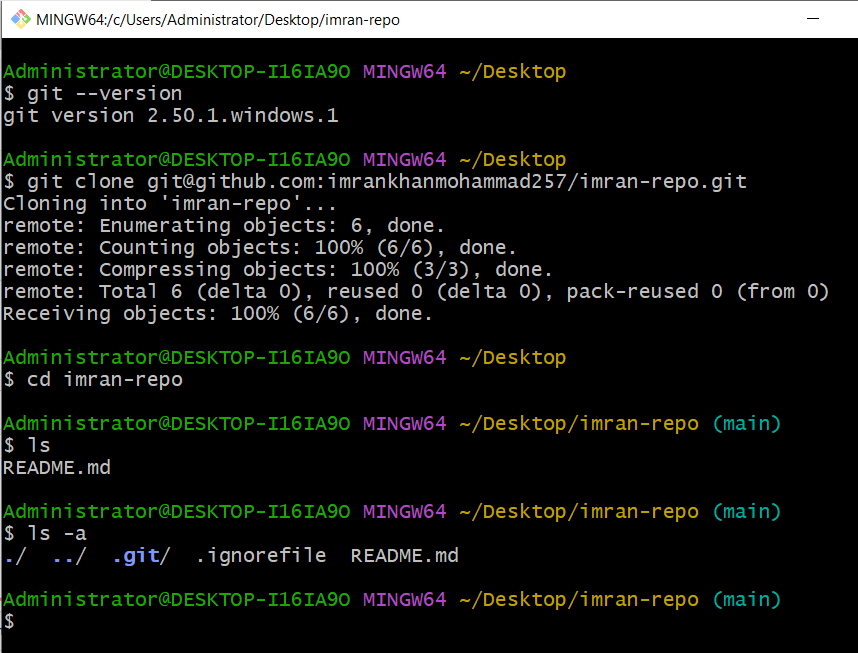 MINGW64:/c/Users/Administrator/Desktop/imran-repo
Administrator@DESKTOP-I16IA9O MINGW64 ~/Desktop
$ git --version
git version 2.50.1.windows.1
Administrator@DESKTOP-I16IA9O MINGW64 ~/Desktop
$ git clone git@github.com:imrankhanmohammad257/imran-repo.git
Cloning into 'imran-repo'...
remote: Enumerating objects: 6, done.
remote: Counting objects: 100% (6/6), done.
remote: Compressing objects: 100% (3/3), done.
remote: Total 6 (delta 0), reused 0 (delta 0), pack-reused 0 (from 0)
Receiving objects: 100% (6/6), done.
Administrator@DESKTOP-I16IA9O MINGW64 ~/Desktop
$ cd imran-repo
Administrator@DESKTOP-I16IA9O MINGW64 ~/Desktop/imran-repo (main)
$ ls
README.md
Administrator@DESKTOP-I16IA9O MINGW64 ~/Desktop/imran-repo (main)
$ ls -a
./  ../  .git/  .ignorefile  README.md
Administrator@DESKTOP-I16IA9O MINGW64 ~/Desktop/imran-repo (main)
$